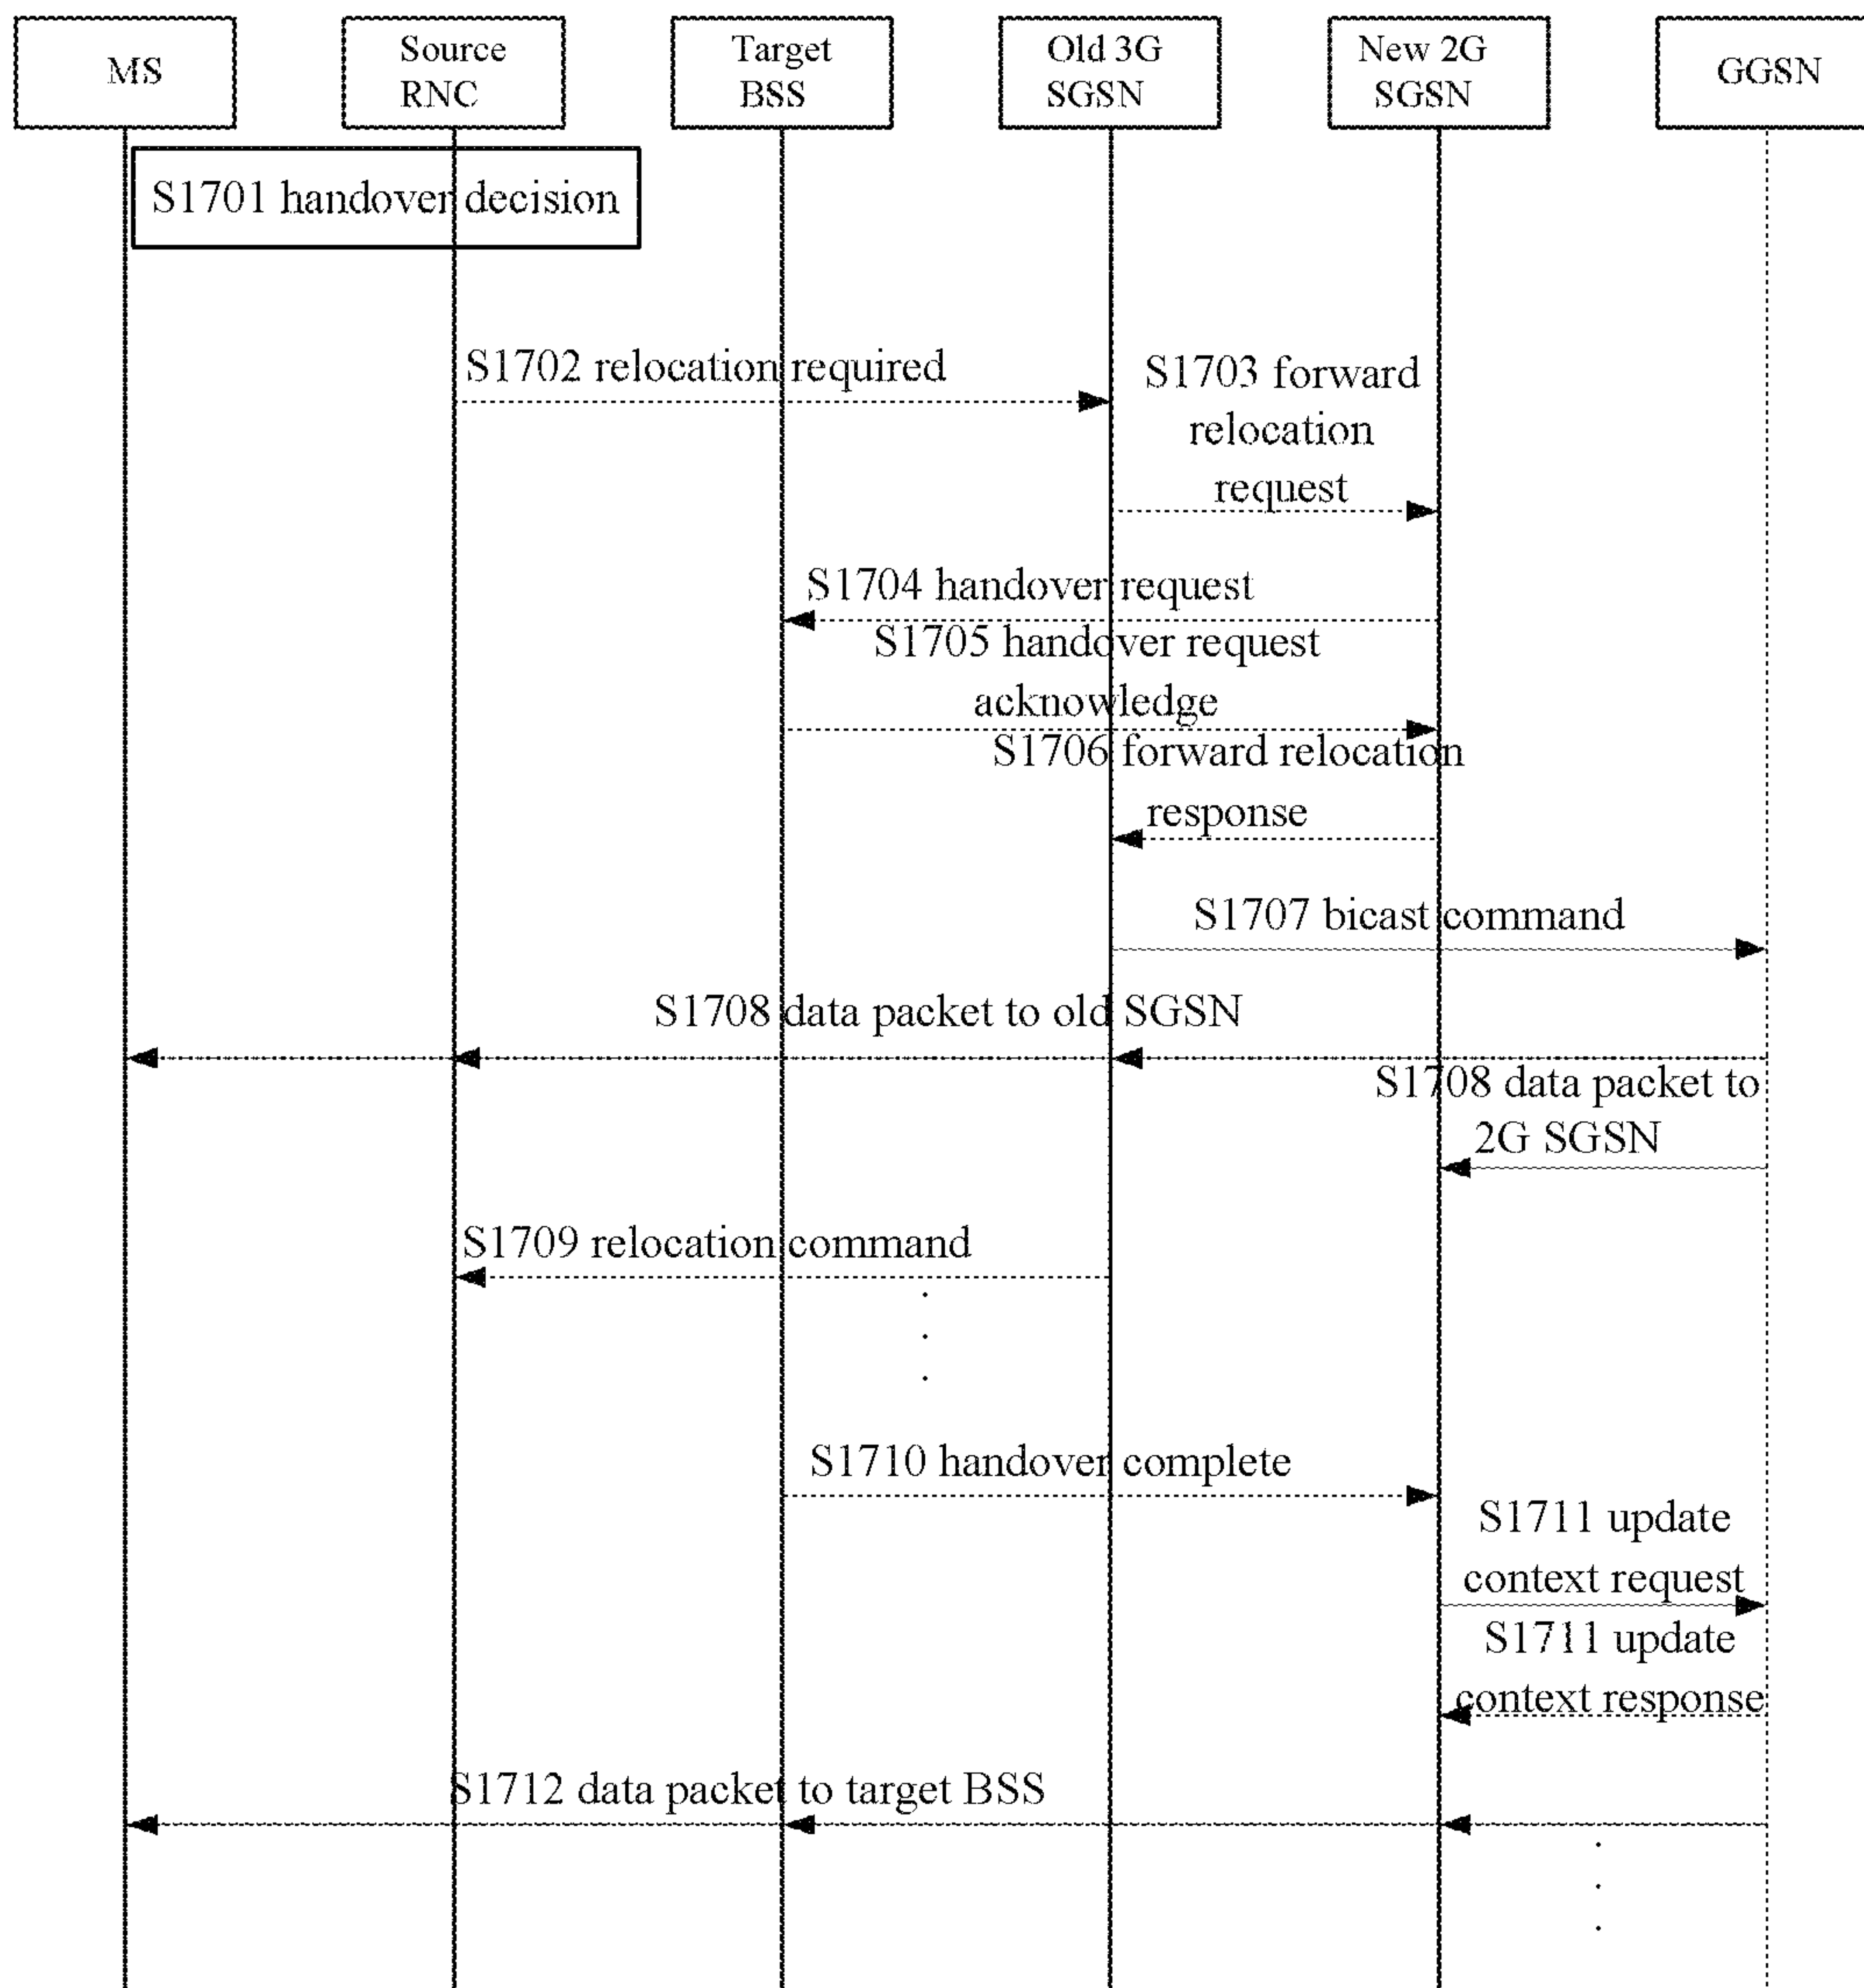 MS
Source
RNC
Target
BSS
Old 3G
SGSN
New 2G
SGSN
GGSN
S1701 handover decision
S1702 relocation required
S1703 forward
relocation
request
S1704 handover request
S1705 handover request
acknowledge
S1706 forward relocation
response
S1707 bicast command
S1708 data packet to old SGSN
S1708 data packet to
2G SGSN
S1709 relocation command
S1710 handover complete
S1711 update
context request
S1711 update
context response
S1712 data packet to target BSS